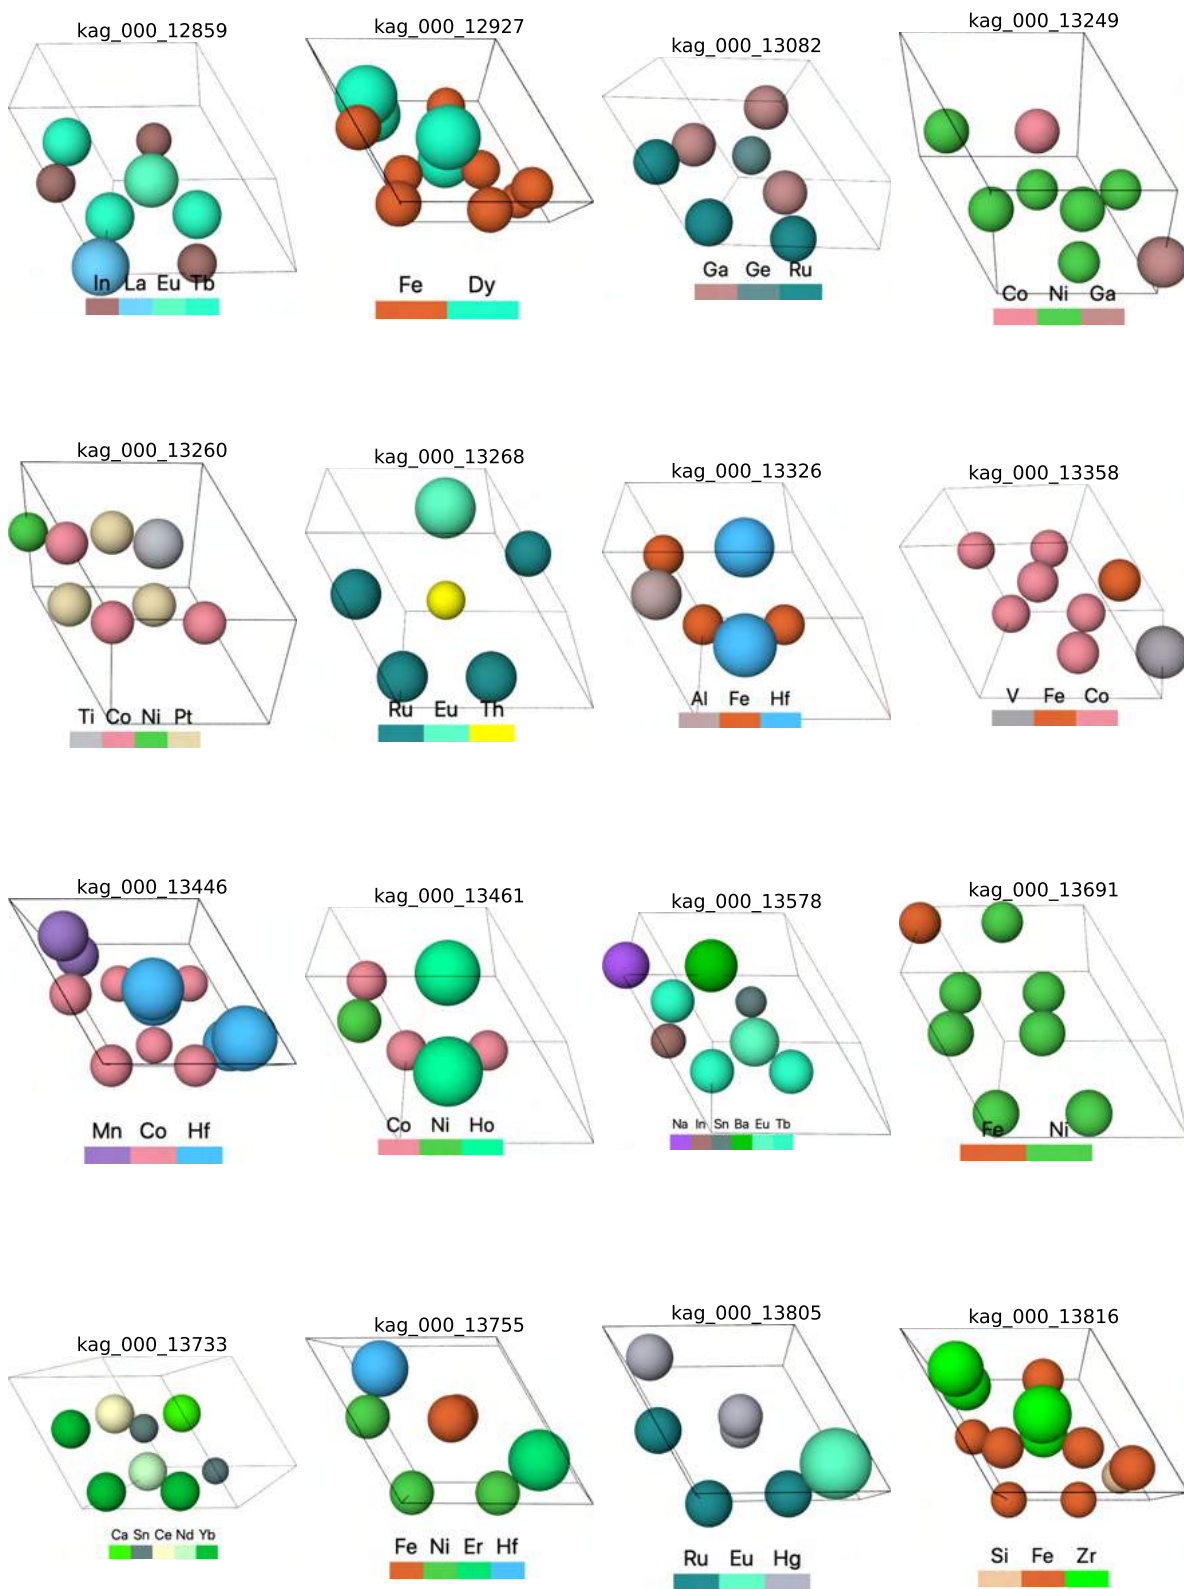 kag_000_12859
kag_000_12927
kag_000_13082
kag_000_13249
In La Eu Tb
Fe Dy
Ga Ge Ru
Co Ni Ga
kag_000_13260
kag_000_13268
kag_000_13326
kag_000_13358
Ti Co Ni Pt
Ru Eu Th
Al Fe Hf
V Fe Co
kag_000_13446
kag_000_13461
kag_000_13578
kag_000_13691
Mn Co Hf
Co Ni Ho
Na In Sn Ba Eu Tb
Fe Ni
kag_000_13733
kag_000_13755
kag_000_13805
kag_000_13816
Ca Sn Ce Nd Yb
Fe Ni Er Hf
Ru Eu Hg
Si Fe Zr